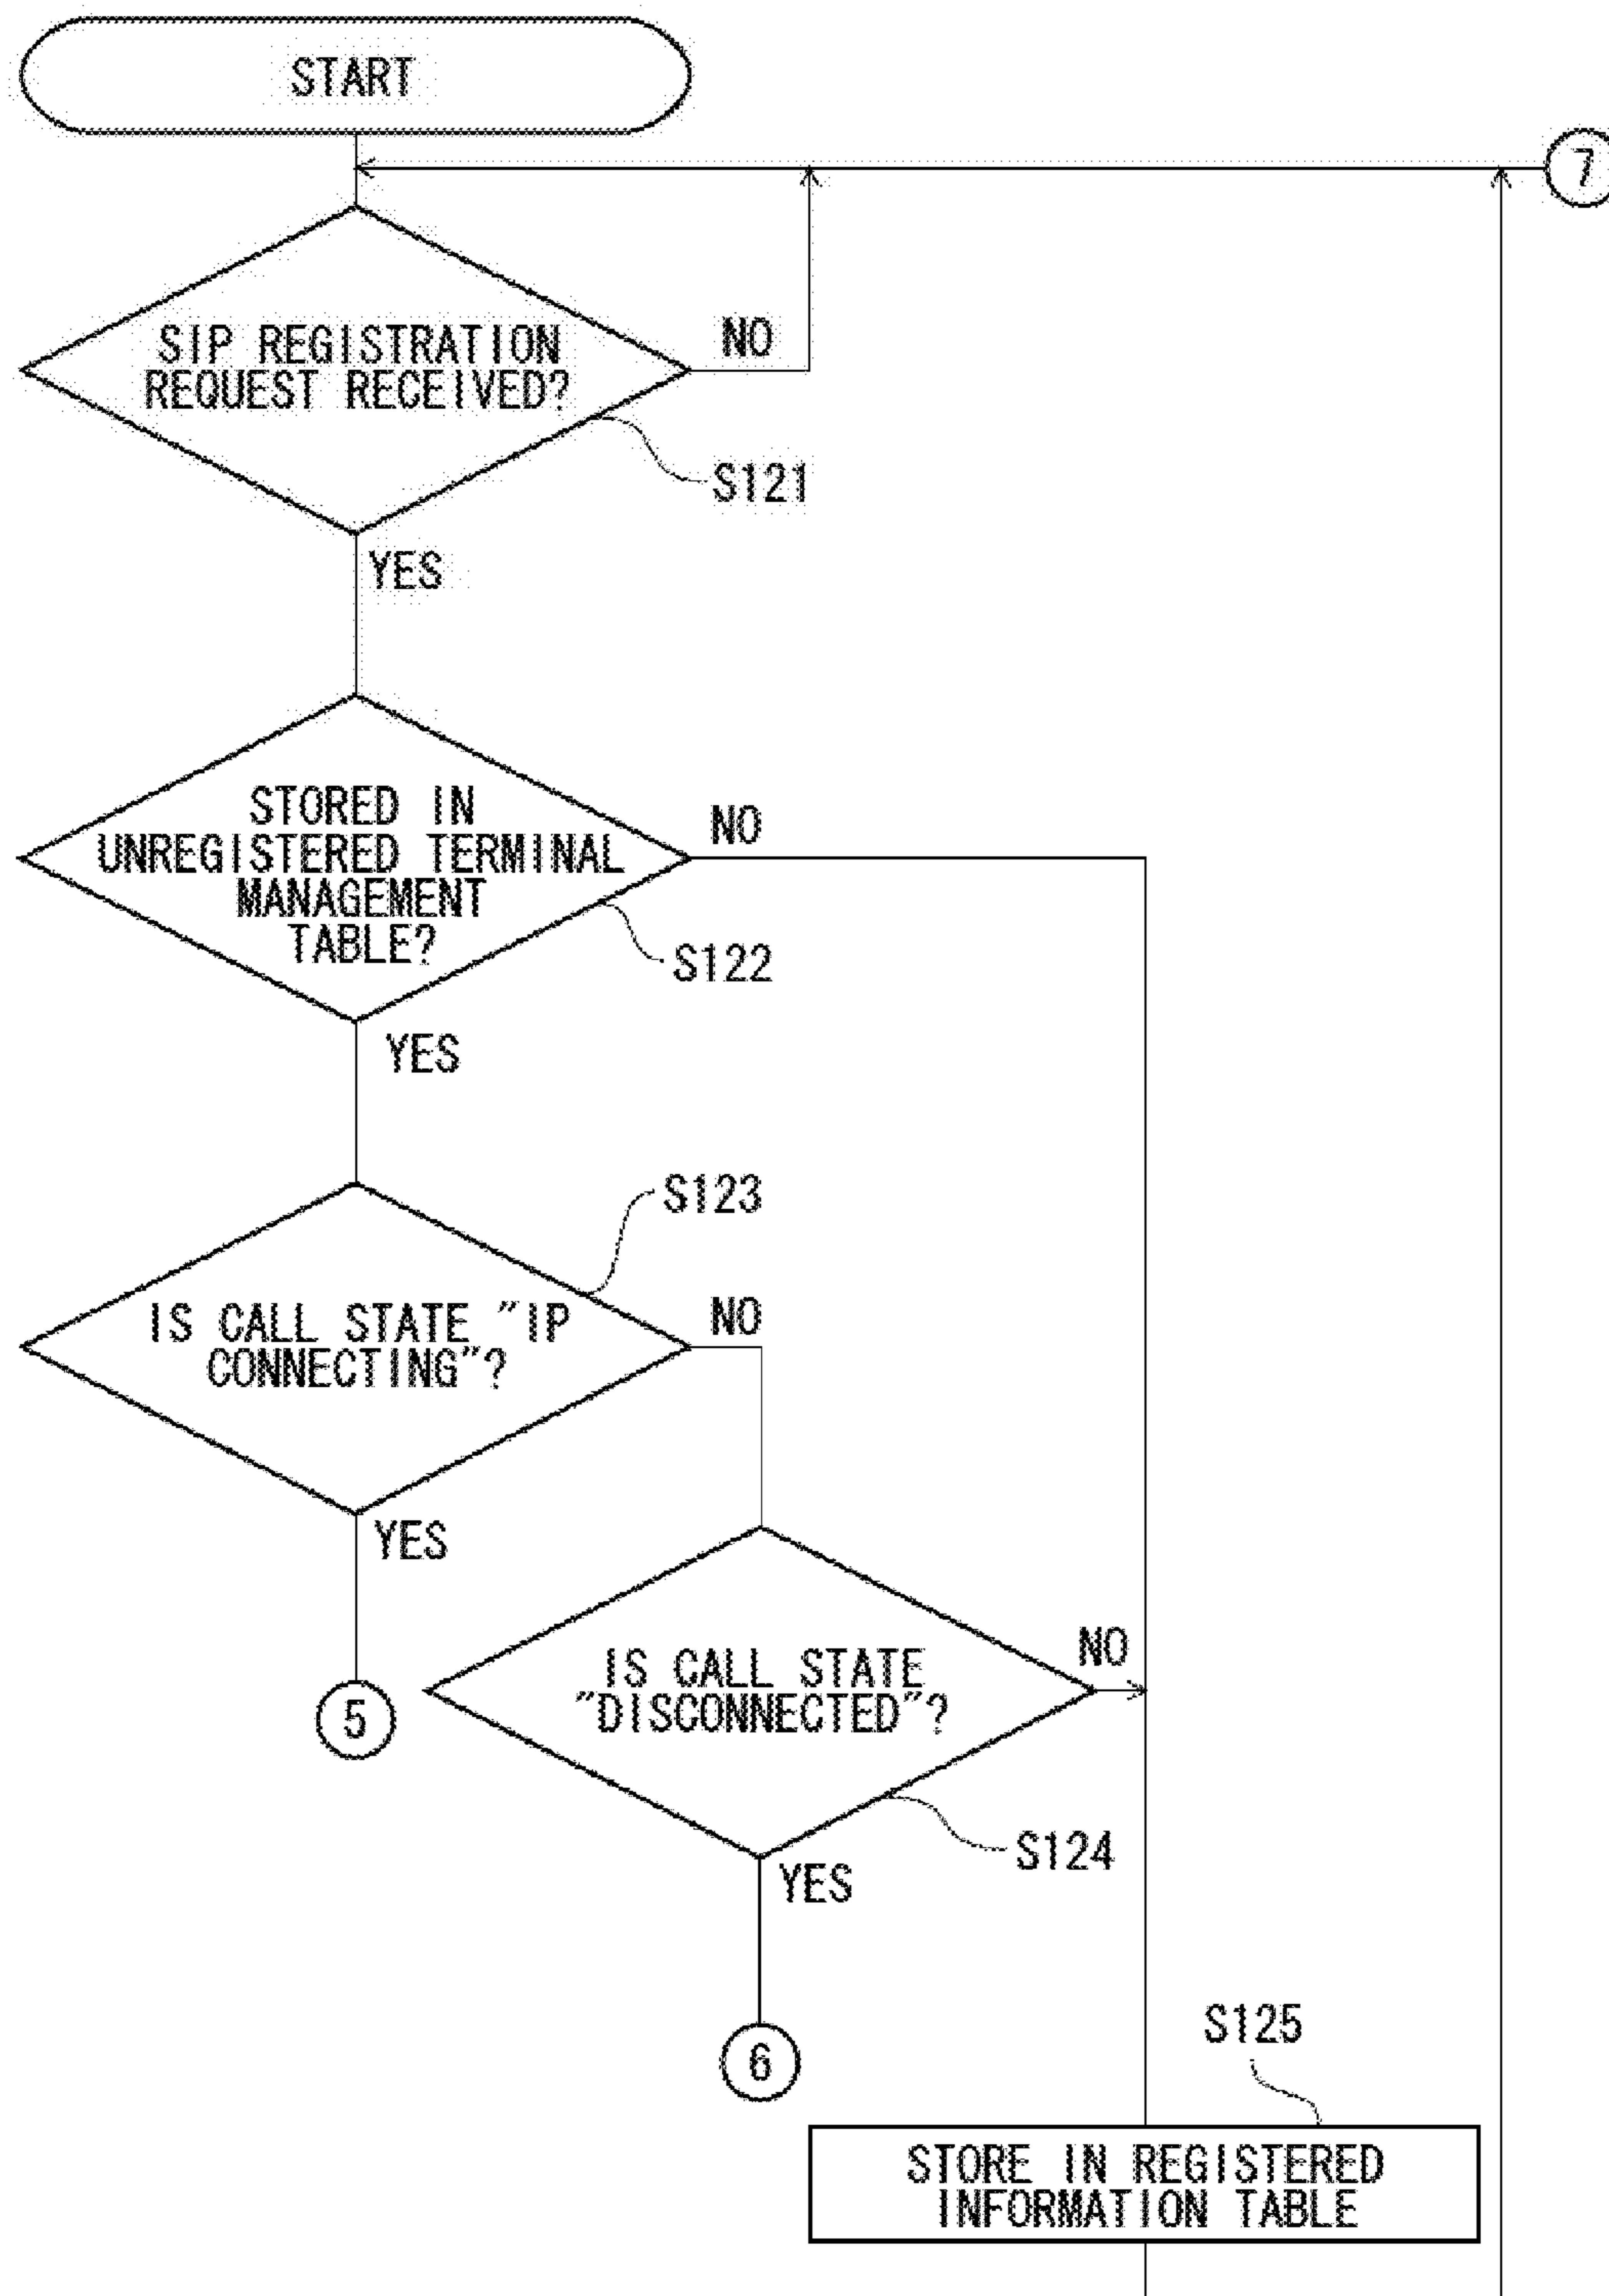 START
7
SIP REGISTRATION
REQUEST RECEIVED?
NO
S121
YES
STORED IN
UNREGISTERED TERMINAL
MANAGEMENT
TABLE?
NO
S122
YES
S123
IS CALL STATE "IP
CONNECTING"?
NO
YES
5
IS CALL STATE
"DISCONNECTED"?
NO
S124
YES
6
S125
STORE IN REGISTERED
INFORMATION TABLE